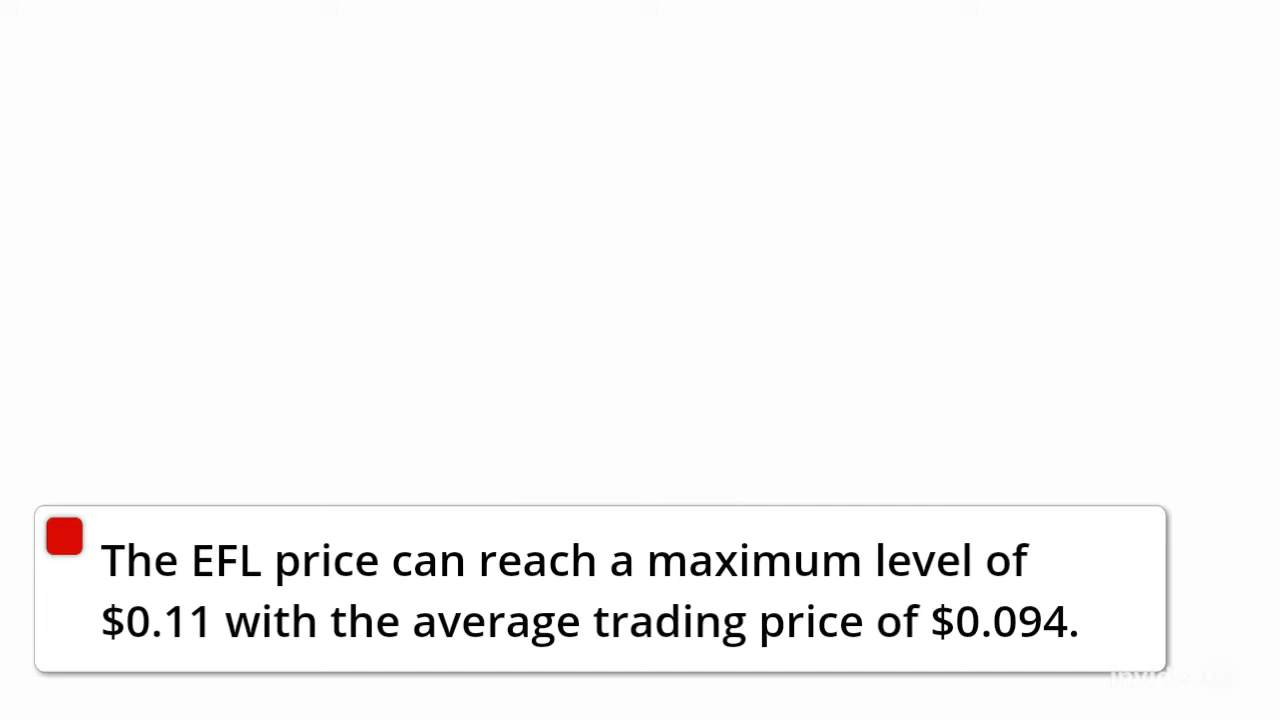 The EFL price can reach a maximum level of
$0.11 with the average trading price of $0.094.